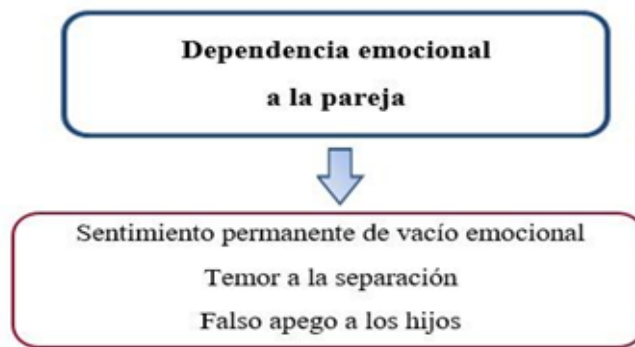 Dependencia emocional
a la pareja
Sentimiento permanente de vacío emocional
Temor a la separación
Falso apego a los hijos